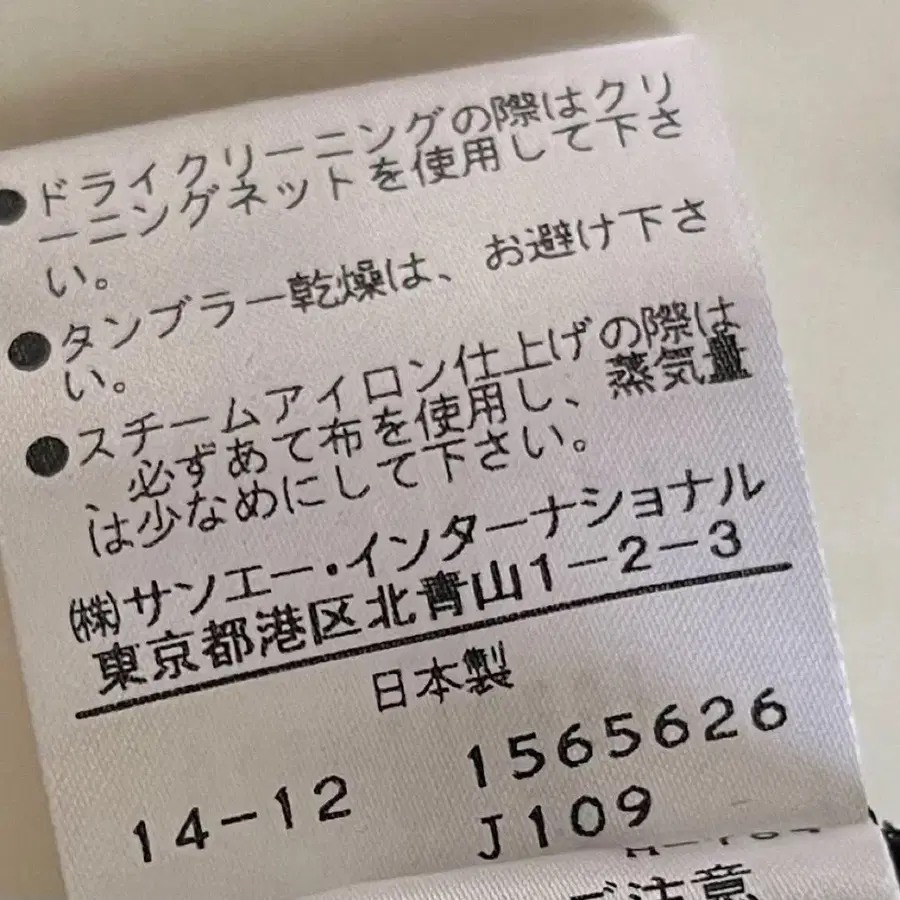 ●ドライクリーニングの際はクリ
ーニングネットを使用して下さ
い。
●タンブラー乾燥は、お避け下さ
い。
●スチームアイロン仕上げの際は
、必ずあて布を使用し、蒸気量
は少なめにして下さい。
㈱サンエー・インターナショナル
東京都港区北青山1-2-3
日本製
14-12 1565626
J109
ご注意